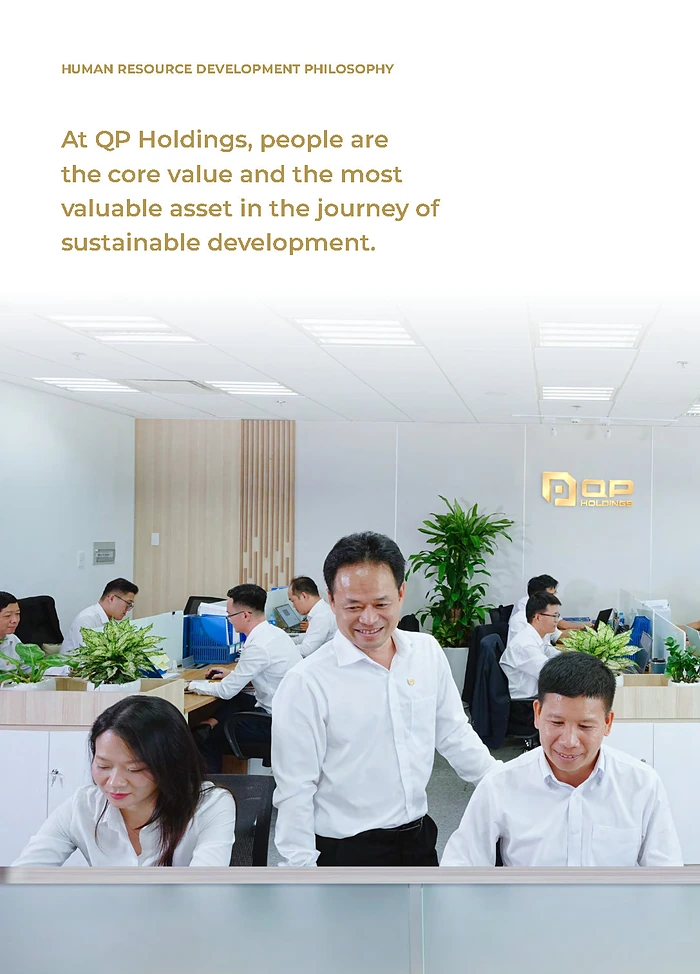 HUMAN RESOURCE DEVELOPMENT PHILOSOPHY
At QP Holdings, people are
the core value and the most
valuable asset in the journey of
sustainable development.
QP
HOLDINGS